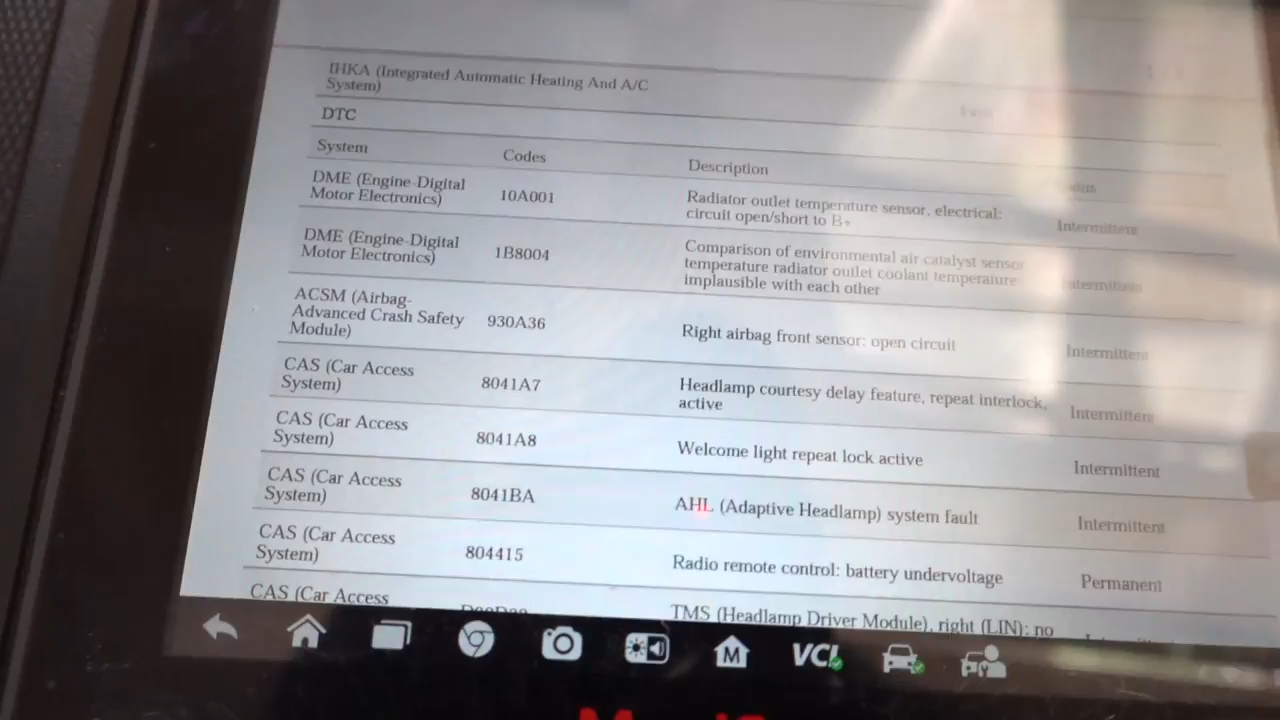 IHKA (Integrated Automatic Heating And A/C
System)
DTC
System Codes Description
DME (Engine-Digital
Motor Electronics) 10A001 Radiator outlet temperature sensor, electrical:
circuit open/short to B+ Intermittent
DME (Engine-Digital
Motor Electronics) 1B8004 Comparison of environmental air catalyst sensor
temperature radiator outlet coolant temperature
implausible with each other Intermittent
ACSM (Airbag-
Advanced Crash Safety
Module) 930A36 Right airbag front sensor: open circuit Intermittent
CAS (Car Access
System) 8041A7 Headlamp courtesy delay feature, repeat interlock,
active Intermittent
CAS (Car Access
System) 8041A8 Welcome light repeat lock active Intermittent
CAS (Car Access
System) 8041BA AHL (Adaptive Headlamp) system fault Intermittent
CAS (Car Access
System) 804415 Radio remote control: battery undervoltage Permanent
CAS (Car Access TMS (Headlamp Driver Module), right (LIN): no
M VCI